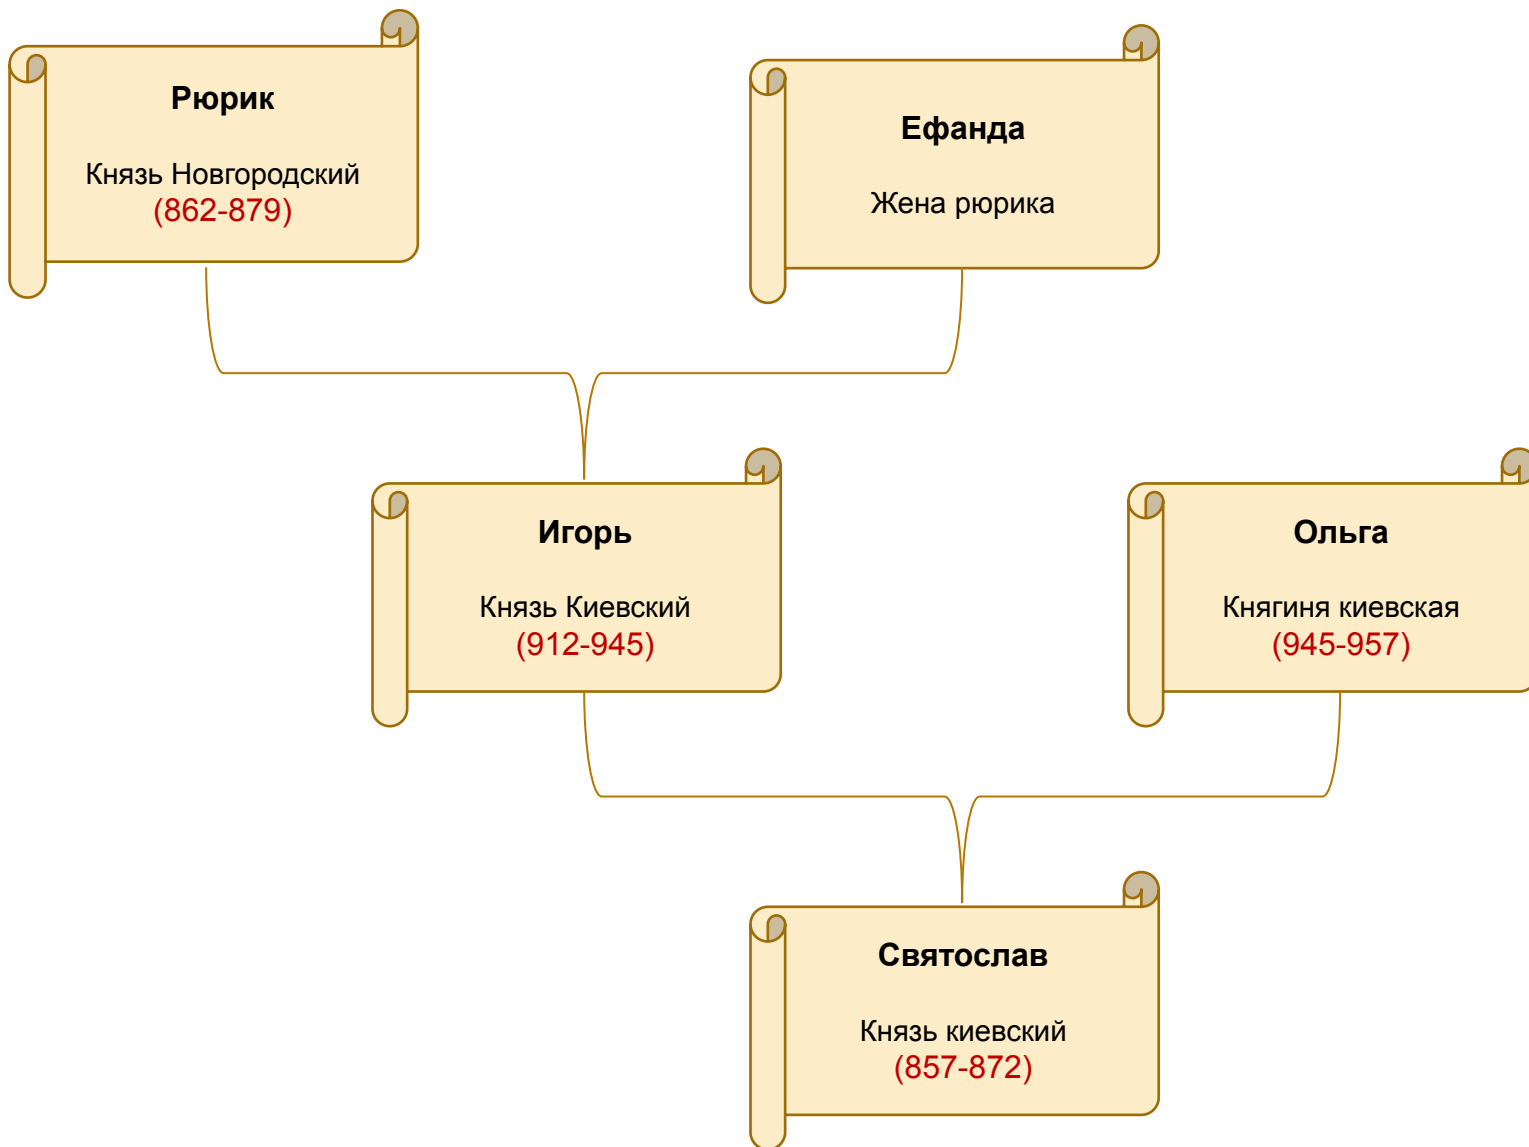 Рюрик
Князь Новгородский
(862-879)
Ефанда
Жена рюрика
Игорь
Князь Киевский
(912-945)
Ольга
Княгиня киевская
(945-957)
Святослав
Князь киевский
(857-872)